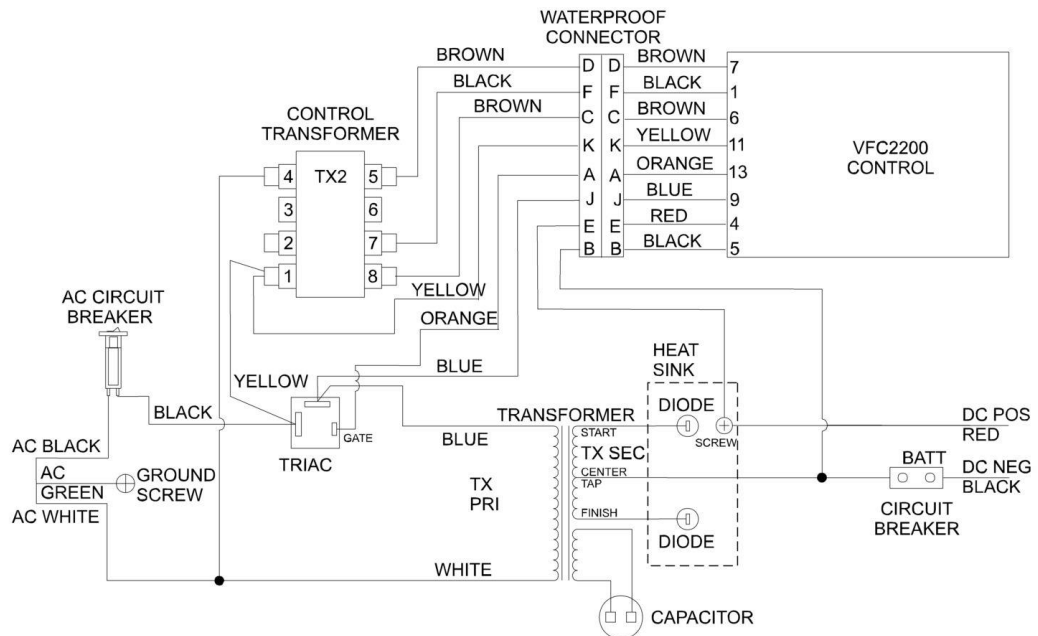 WATERPROOF
CONNECTOR
BROWN
BLACK
BROWN
D D
F F
C C
K K
A A
J J
E E
B B
BROWN
BLACK
BROWN
YELLOW
ORANGE
BLUE
RED
BLACK
7
1
6
11
13
9
4
5
VFC2200
CONTROL
CONTROL
TRANSFORMER
4 TX2 5
3 6
2 7
1 8
YELLOW
ORANGE
BLUE
AC CIRCUIT
BREAKER
YELLOW
BLACK
GATE
TRIAC
BLUE
AC BLACK
AC
GREEN
AC WHITE
GROUND
SCREW
TRANSFORMER
START
TX SEC
CENTER
TAP
FINISH
TX
PRI
WHITE
HEAT
SINK
DIODE
SCREW
DIODE
DC POS
RED
BATT
DC NEG
BLACK
CIRCUIT
BREAKER
CAPACITOR